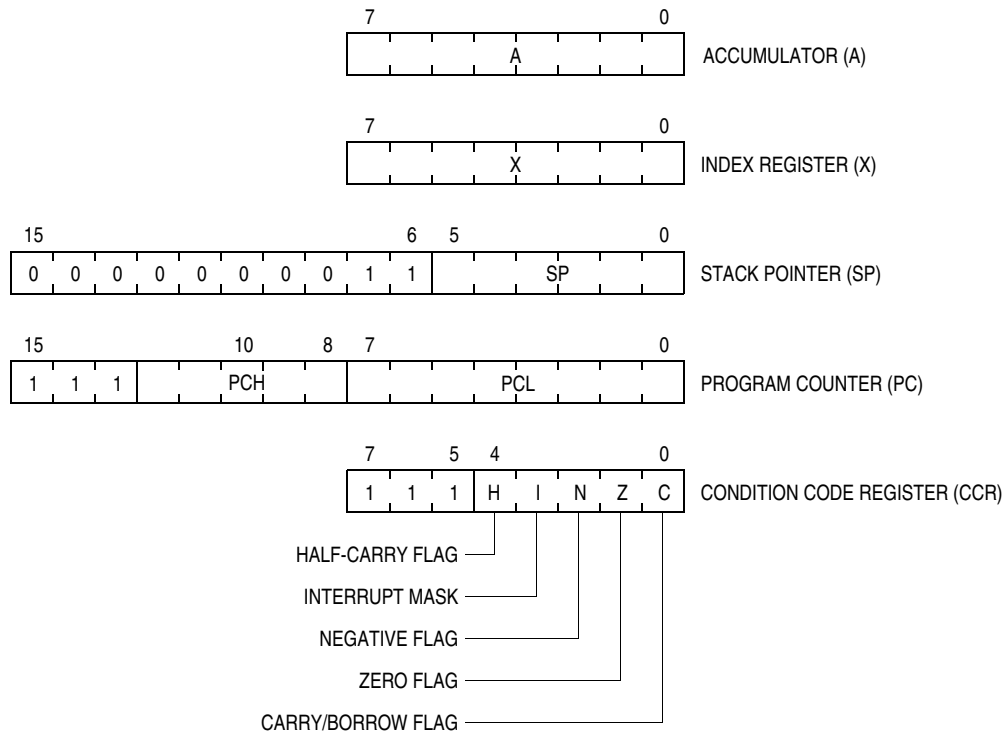 7 0
A ACCUMULATOR (A)
7 0
X INDEX REGISTER (X)
15 6 5 0
0 0 0 0 0 0 0 0 1 1 SP STACK POINTER (SP)
15 10 8 7 0
1 1 1 PCH PCL PROGRAM COUNTER (PC)
7 5 4 0
1 1 1 H I N Z C CONDITION CODE REGISTER (CCR)
HALF-CARRY FLAG
INTERRUPT MASK
NEGATIVE FLAG
ZERO FLAG
CARRY/BORROW FLAG